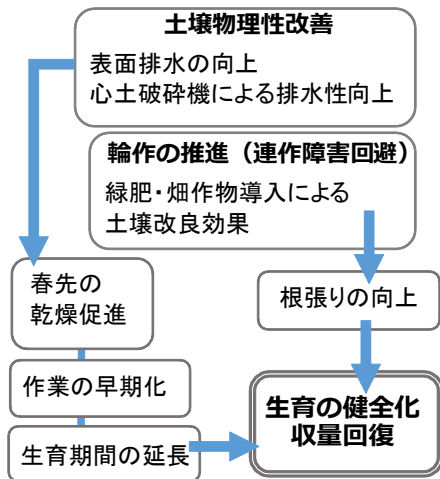 土壌物理性改善
表面排水の向上
心土破砕機による排水性向上
輪作の推進（連作障害回避）
緑肥・畑作物導入による
土壌改良効果
春先の
乾燥促進
根張りの向上
作業の早期化
生育期間の延長
生育の健全化
収量回復